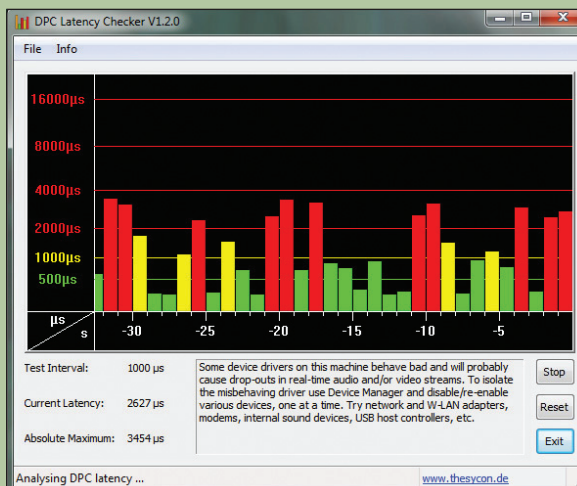 DPC Latency Checker V1.2.0
File Info
16000µs
8000µs
4000µs
2000µs
1000µs
500µs
µs
s
-30 -25 -20 -15 -10 -5
Test Interval: 1000 µs
Current Latency: 2627 µs
Absolute Maximum: 3454 µs
Some device drivers on this machine behave bad and will probably
cause drop-outs in real-time audio and/or video streams. To isolate
the misbehaving driver use Device Manager and disable/re-enable
various devices, one at a time. Try network and W-LAN adapters,
modems, internal sound devices, USB host controllers, etc.
Stop
Reset
Exit
Analysing DPC latency ...
www.thesycon.de